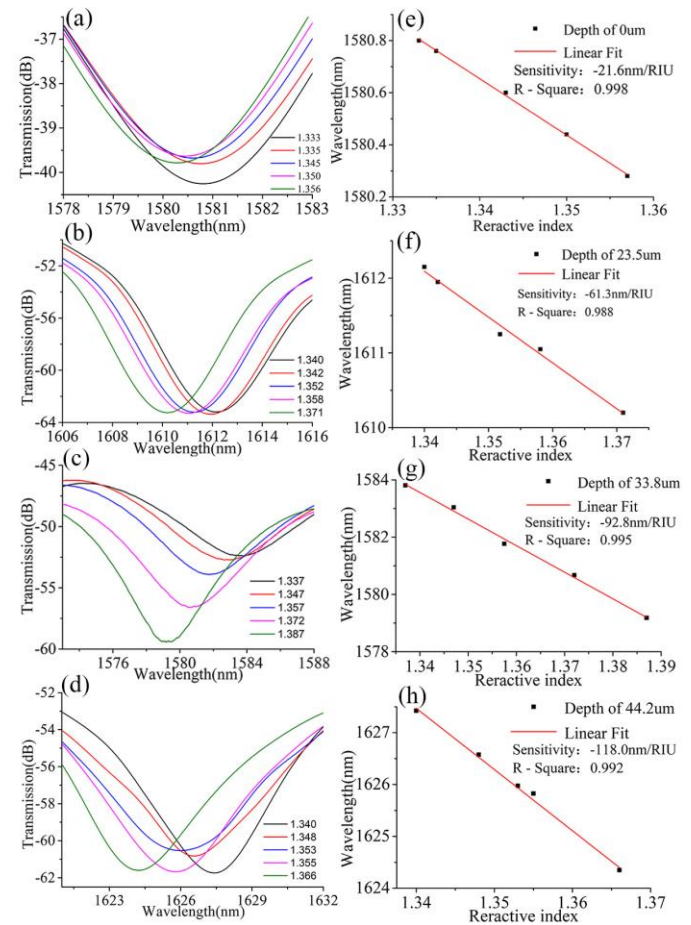 (a)
-37
-38
-39
-40
Transmission(dB)
1.333
1.335
1.345
1.350
1.356
1578 1579 1580 1581 1582 1583
Wavelength(nm)
(e)
1580.8
1580.6
1580.4
1580.2
Wavelength(nm)
Depth of 0um
Linear Fit
Sensitivity: -21.6nm/RIU
R - Square: 0.998
1.33 1.34 1.35 1.36
Reractive index
(b)
-52
-56
-60
-64
Transmission(dB)
1.340
1.342
1.352
1.358
1.371
1606 1608 1610 1612 1614 1616
Wavelength(nm)
(f)
1612
1611
1610
Wavelength(nm)
Depth of 23.5um
Linear Fit
Sensitivity: -61.3nm/RIU
R - Square: 0.988
1.34 1.35 1.36 1.37
Reractive index
(c)
-45
-50
-55
-60
Transmission(dB)
1.337
1.347
1.357
1.372
1.387
1576 1580 1584 1588
Wavelength(nm)
(g)
1584
1582
1580
1578
Wavelength(nm)
Depth of 33.8um
Linear Fit
Sensitivity: -92.8nm/RIU
R - Square: 0.995
1.34 1.35 1.36 1.37 1.38 1.39
Reractive index
(d)
-52
-54
-56
-58
-60
-62
Transmission(dB)
1.340
1.348
1.353
1.355
1.366
1623 1626 1629 1632
Wavelength(nm)
(h)
1627
1626
1625
1624
Wavelength(nm)
Depth of 44.2um
Linear Fit
Sensitivity: -118.0nm/RIU
R - Square: 0.992
1.34 1.35 1.36 1.37
Reractive index